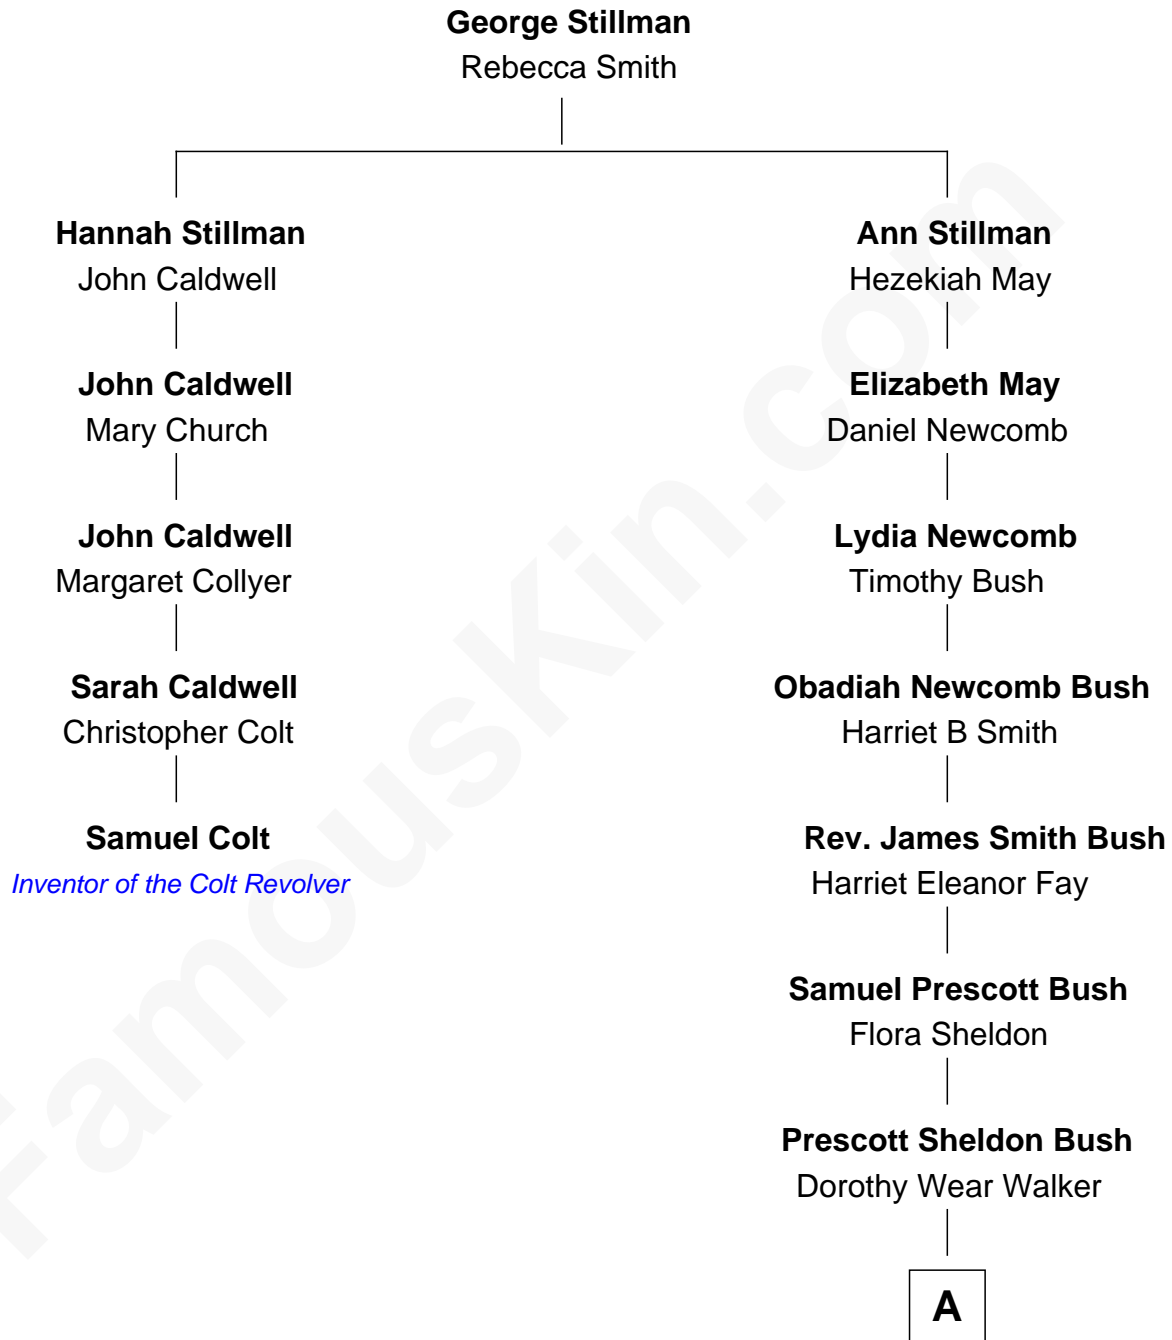 George Stillman
Rebecca Smith
Hannah Stillman
John Caldwell
Ann Stillman
Hezekiah May
John Caldwell
Mary Church
Elizabeth May
Daniel Newcomb
John Caldwell
Margaret Collyer
Lydia Newcomb
Timothy Bush
Sarah Caldwell
Christopher Colt
Obadiah Newcomb Bush
Harriet B Smith
Samuel Colt
Inventor of the Colt Revolver
Rev. James Smith Bush
Harriet Eleanor Fay
Samuel Prescott Bush
Flora Sheldon
Prescott Sheldon Bush
Dorothy Wear Walker
A
FamousKin.com